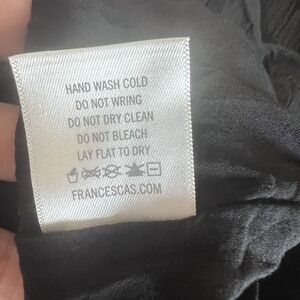 HAND WASH COLD
DO NOT WRING
DO NOT DRY CLEAN
DO NOT BLEACH
LAY FLAT TO DRY
FRANCESCAS.COM